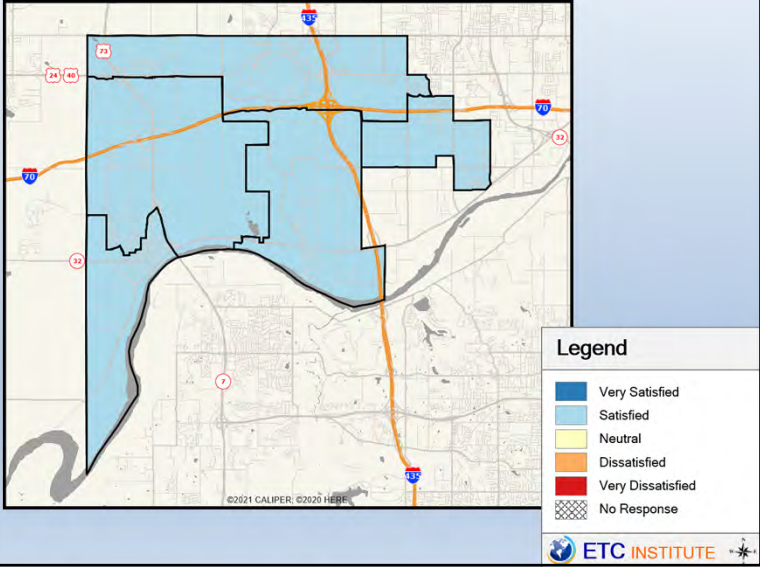 435
73
24
40
70
32
70
32
7
435
©2021 CALIPER; ©2020 HERE
Legend
Very Satisfied
Satisfied
Neutral
Dissatisfied
Very Dissatisfied
No Response
ETC INSTITUTE